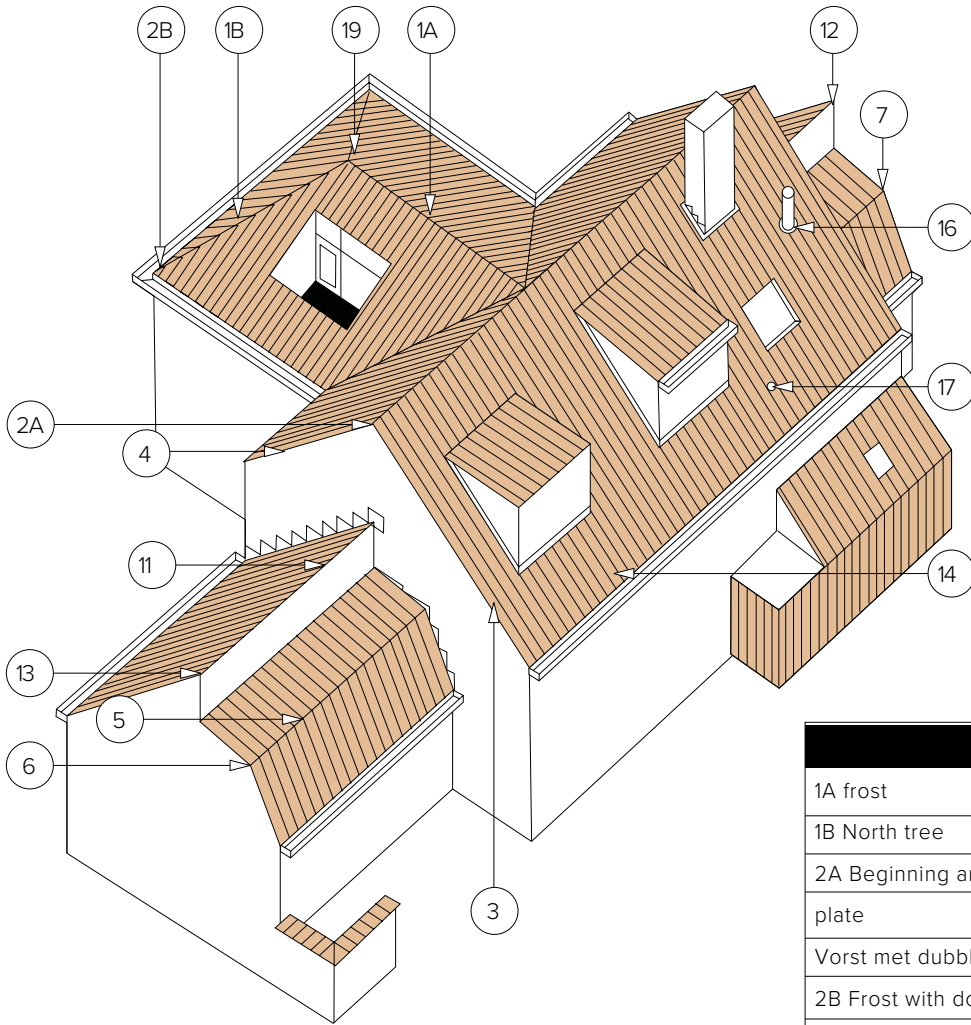 2B 1B 19 1A 12
7
16
17
2A
4
11
14
13
5
6
3
1A frost
1B North tree
2A Beginning ar
plate
Vorst met dubbl
2B Frost with do